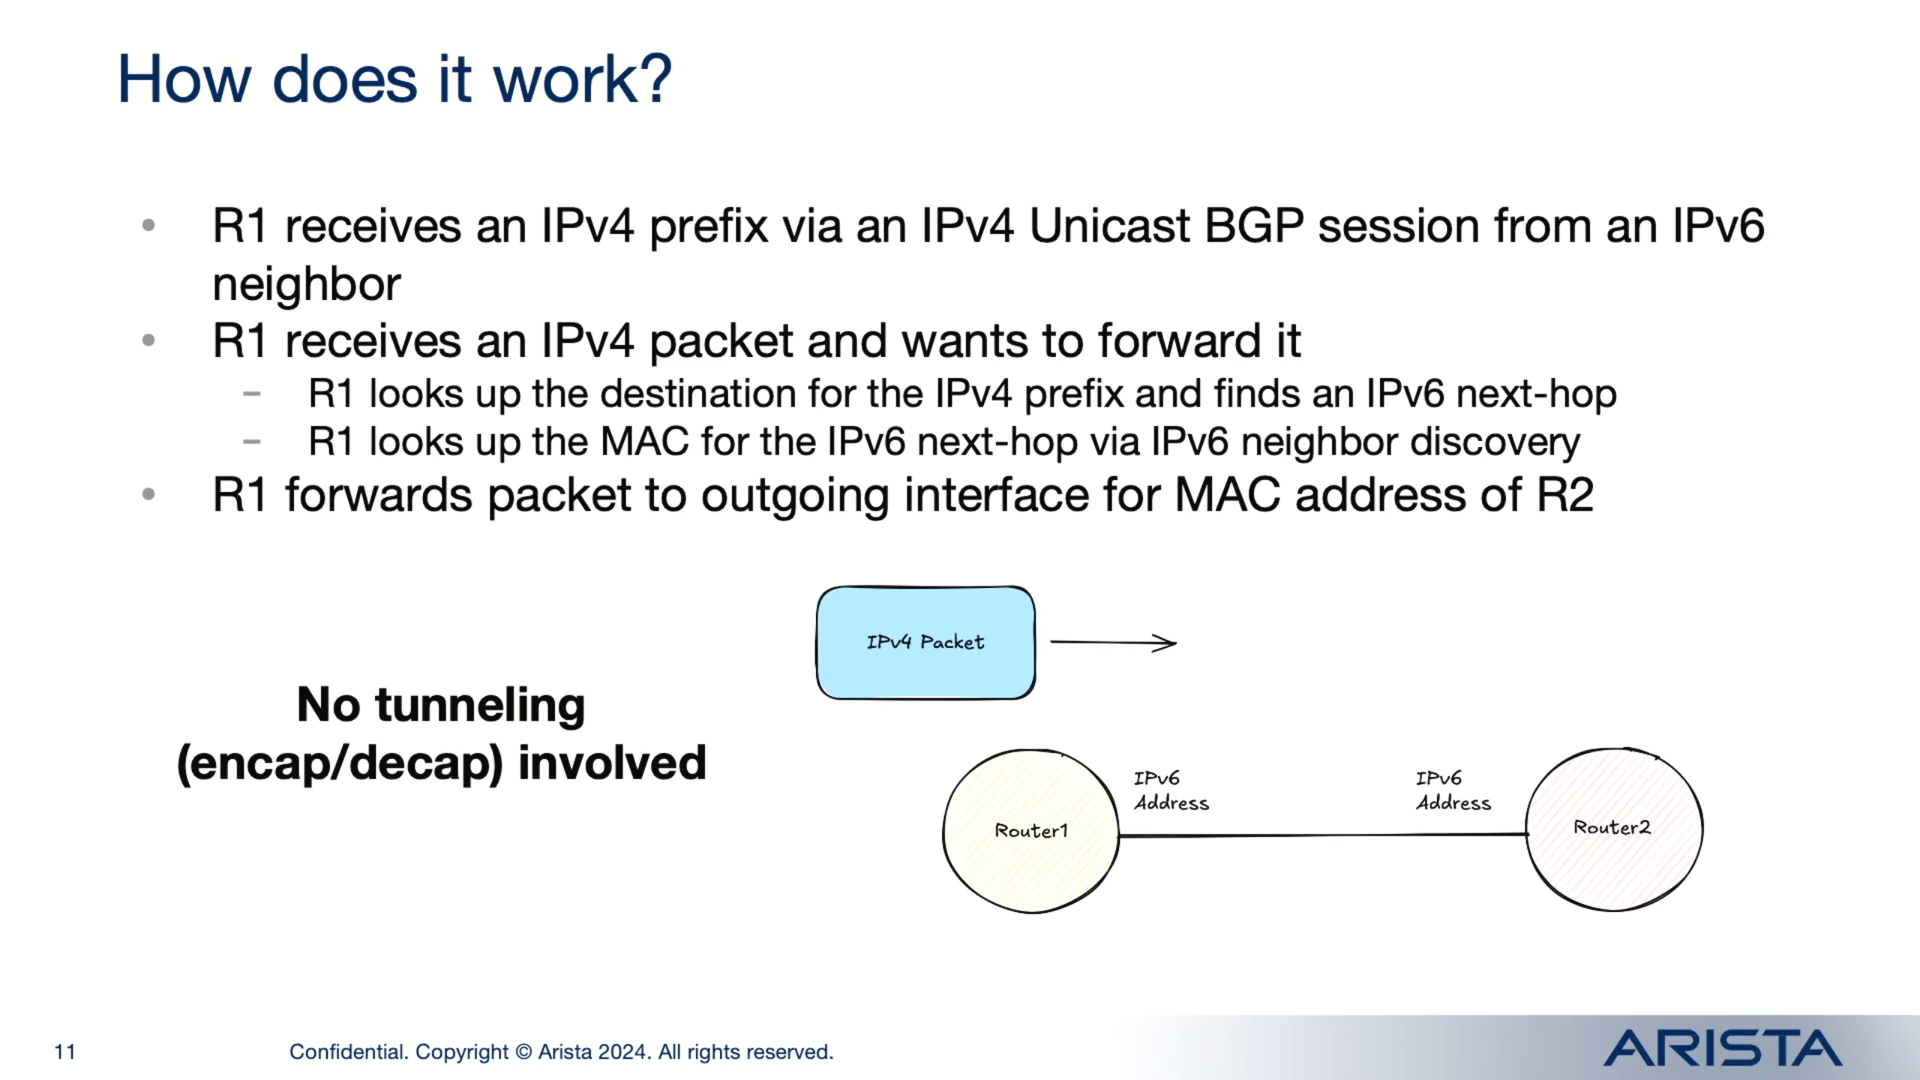 How does it work?
• R1 receives an IPv4 prefix via an IPv4 Unicast BGP session from an IPv6
neighbor
• R1 receives an IPv4 packet and wants to forward it
– R1 looks up the destination for the IPv4 prefix and finds an IPv6 next-hop
– R1 looks up the MAC for the IPv6 next-hop via IPv6 neighbor discovery
• R1 forwards packet to outgoing interface for MAC address of R2
IPv4 Packet
No tunneling
(encap/decap) involved
Router1
IPv6
Address
IPv6
Address
Router2
11
Confidential. Copyright © Arista 2024. All rights reserved.
ARISTA